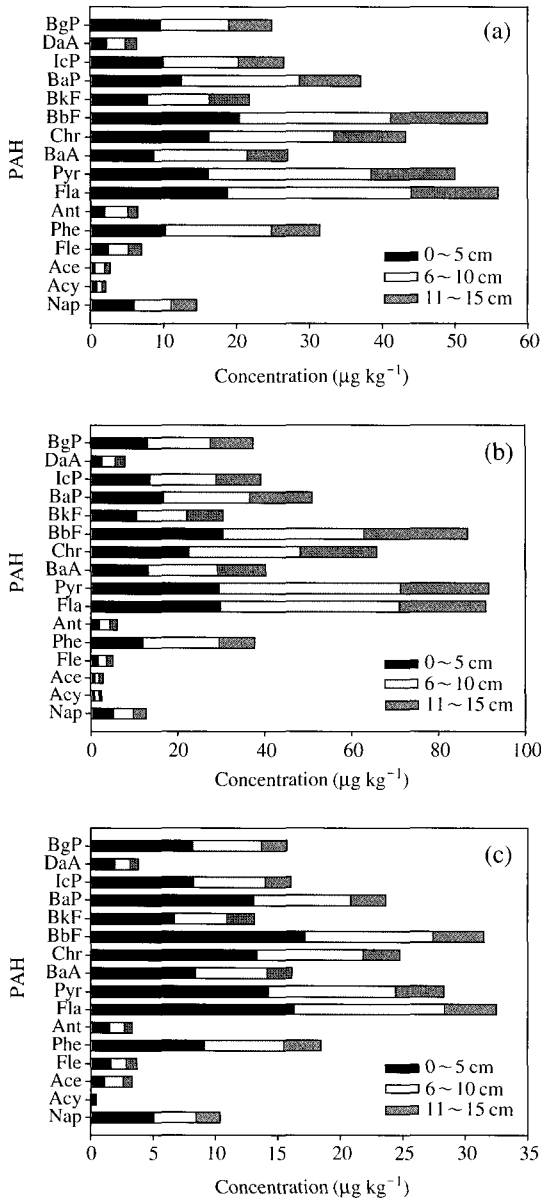 (a)
BgP
DaA
IcP
BaP
BkF
BbF
Chr
BaA
Pyr
Fla
Ant
Phe
Fle
Ace
Acy
Nap
PAH
0~5 cm
6~10 cm
11~15 cm
0 10 20 30 40 50 60
Concentration (μg kg⁻¹)
(b)
BgP
DaA
IcP
BaP
BkF
BbF
Chr
BaA
Pyr
Fla
Ant
Phe
Fle
Ace
Acy
Nap
PAH
0~5 cm
6~10 cm
11~15 cm
0 20 40 60 80 100
Concentration (μg kg⁻¹)
(c)
BgP
DaA
IcP
BaP
BkF
BbF
Chr
BaA
Pyr
Fla
Ant
Phe
Fle
Ace
Acy
Nap
PAH
0~5 cm
6~10 cm
11~15 cm
0 5 10 15 20 25 30 35
Concentration (μg kg⁻¹)